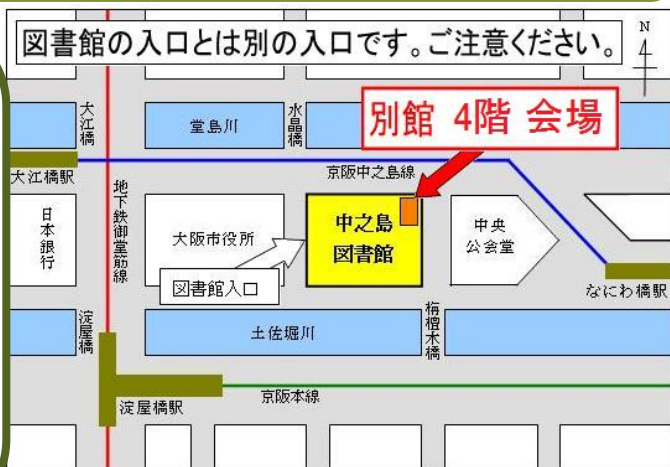 図書館の入口とは別の入口です。ご注意ください。
N
大江橋
堂島川
水晶橋
別館 4階 会場
大江橋駅
京阪中之島線
地下鉄御堂筋線
日本銀行
大阪市役所
中之島
図書館
中央
公会堂
図書館入口
なにわ橋駅
淀屋橋
土佐堀川
栴檀木橋
淀屋橋駅
京阪本線